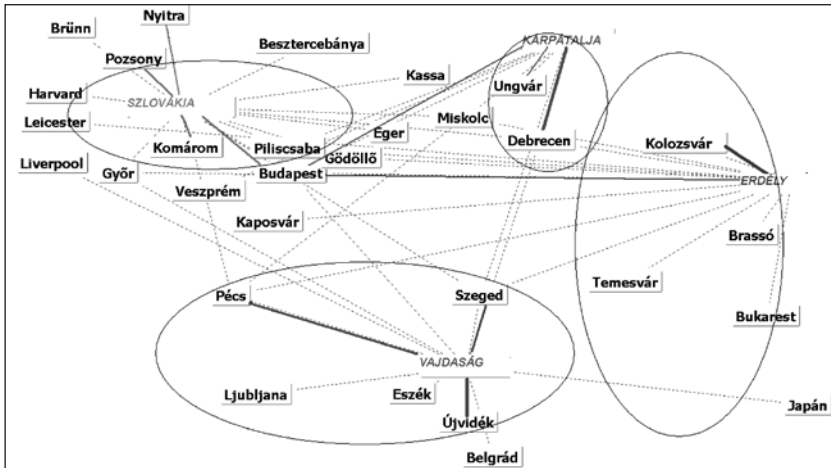 Nyitra
Brünn
Besztercebánya
KÁRPÁTALJA
Pozsony
Kassa
Ungvár
Harvard
SZLOVÁKIA
Leicester
Miskolc
Eger
Debrecen
Kolozsvár
Komárom
Piliscsaba
Gödöllő
Liverpool
Győr
Budapest
ERDÉLY
Veszprém
Kaposvár
Brassó
Temesvár
Pécs
Szeged
Bukarest
VAJDASÁG
Ljubljana
Eszék
Japán
Újvidék
Belgrád